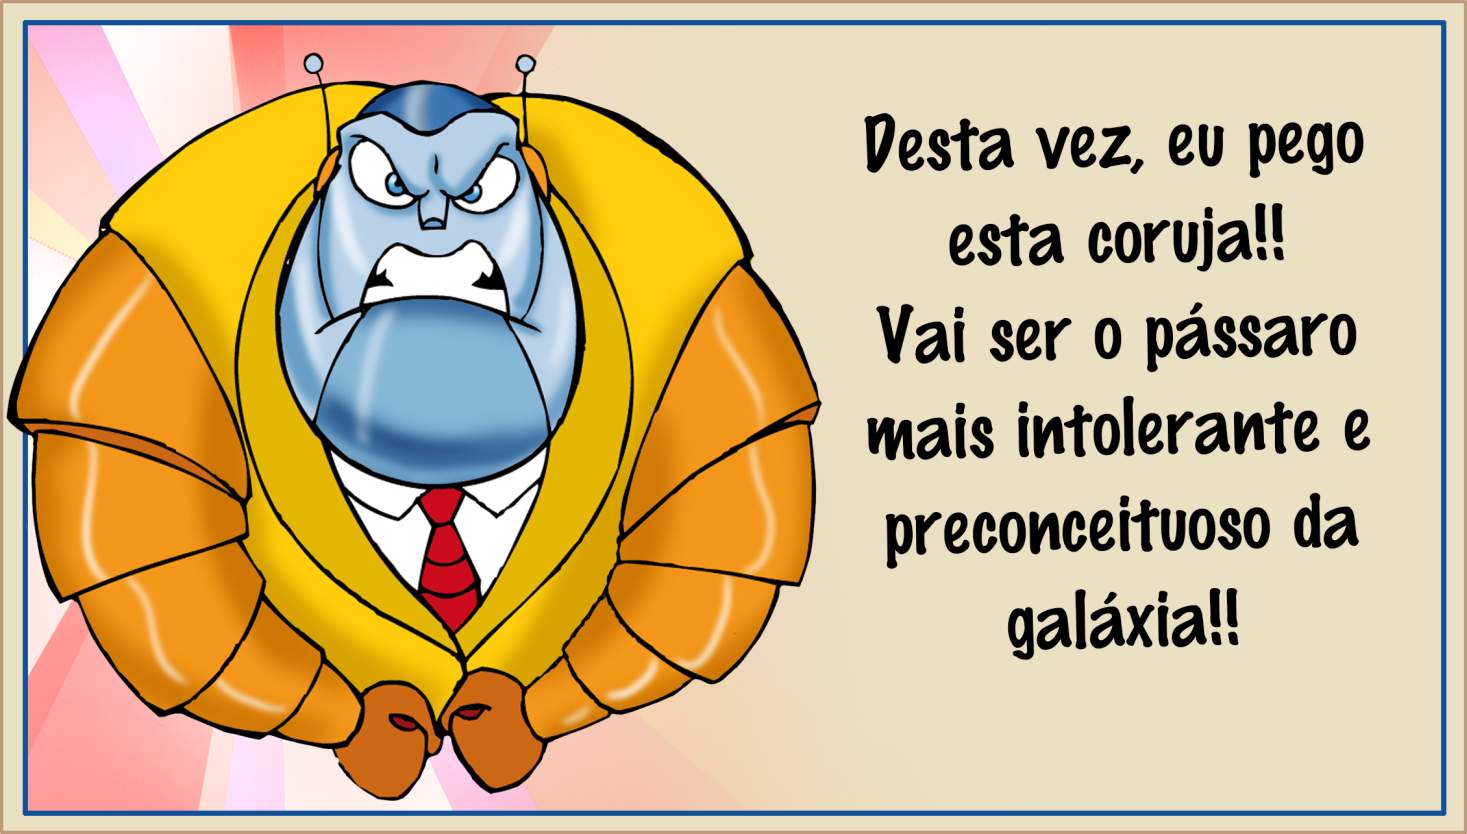 Desta vez, eu pego
esta coruja!!
Vai ser o pássaro
mais intolerante e
preconceituoso da
galáxia!!